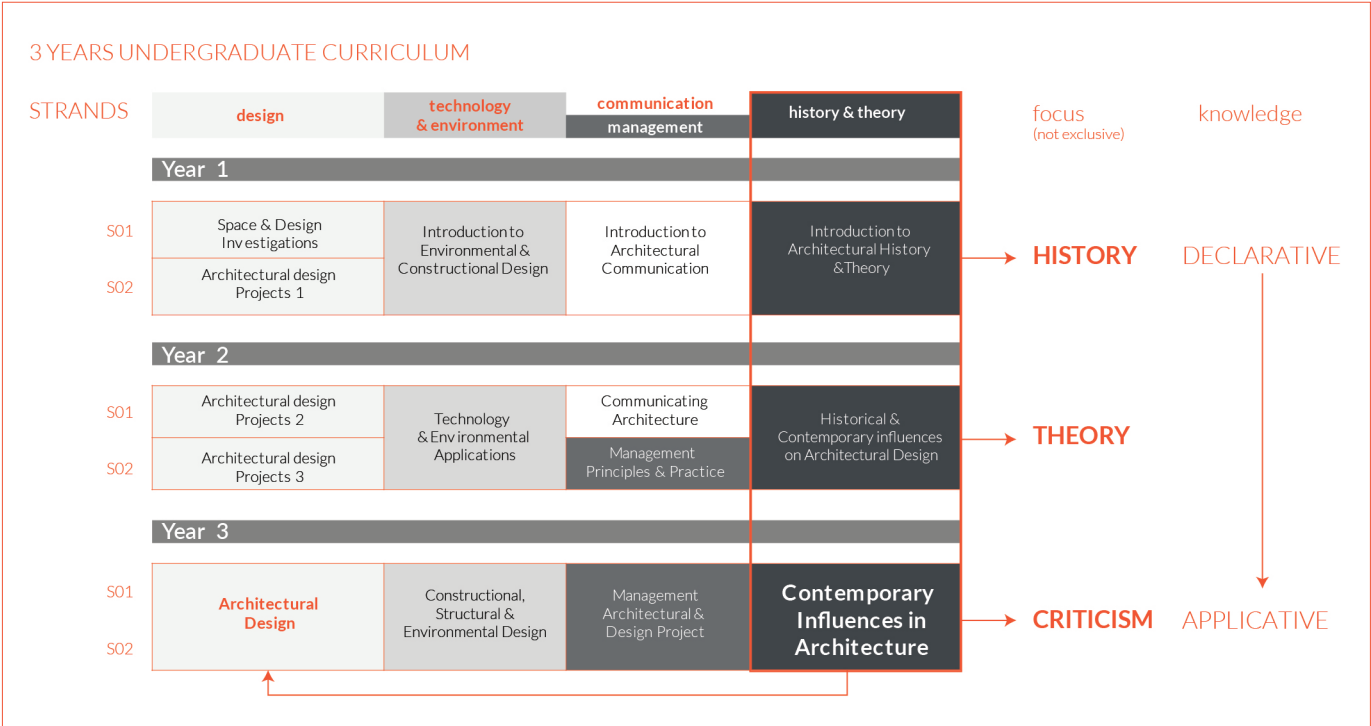 3 YEARS UNDERGRADUATE CURRICULUM
STRANDS
design
technology
& environment
communication
management
history & theory
focus
(not exclusive)
knowledge
Year 1
S01
S02
Space & Design
Investigations
Architectural design
Projects 1
Introduction to
Environmental &
Constructional Design
Introduction to
Architectural
Communication
Introduction to
Architectural History
&Theory
HISTORY
DECLARATIVE
Year 2
S01
S02
Architectural design
Projects 2
Architectural design
Projects 3
Technology
& Environmental
Applications
Communicating
Architecture
Management
Principles & Practice
Historical &
Contemporary influences
on Architectural Design
THEORY
Year 3
S01
S02
Architectural
Design
Constructional,
Structural &
Environmental Design
Management
Architectural &
Design Project
Contemporary
Influences in
Architecture
CRITICISM
APPLICATIVE